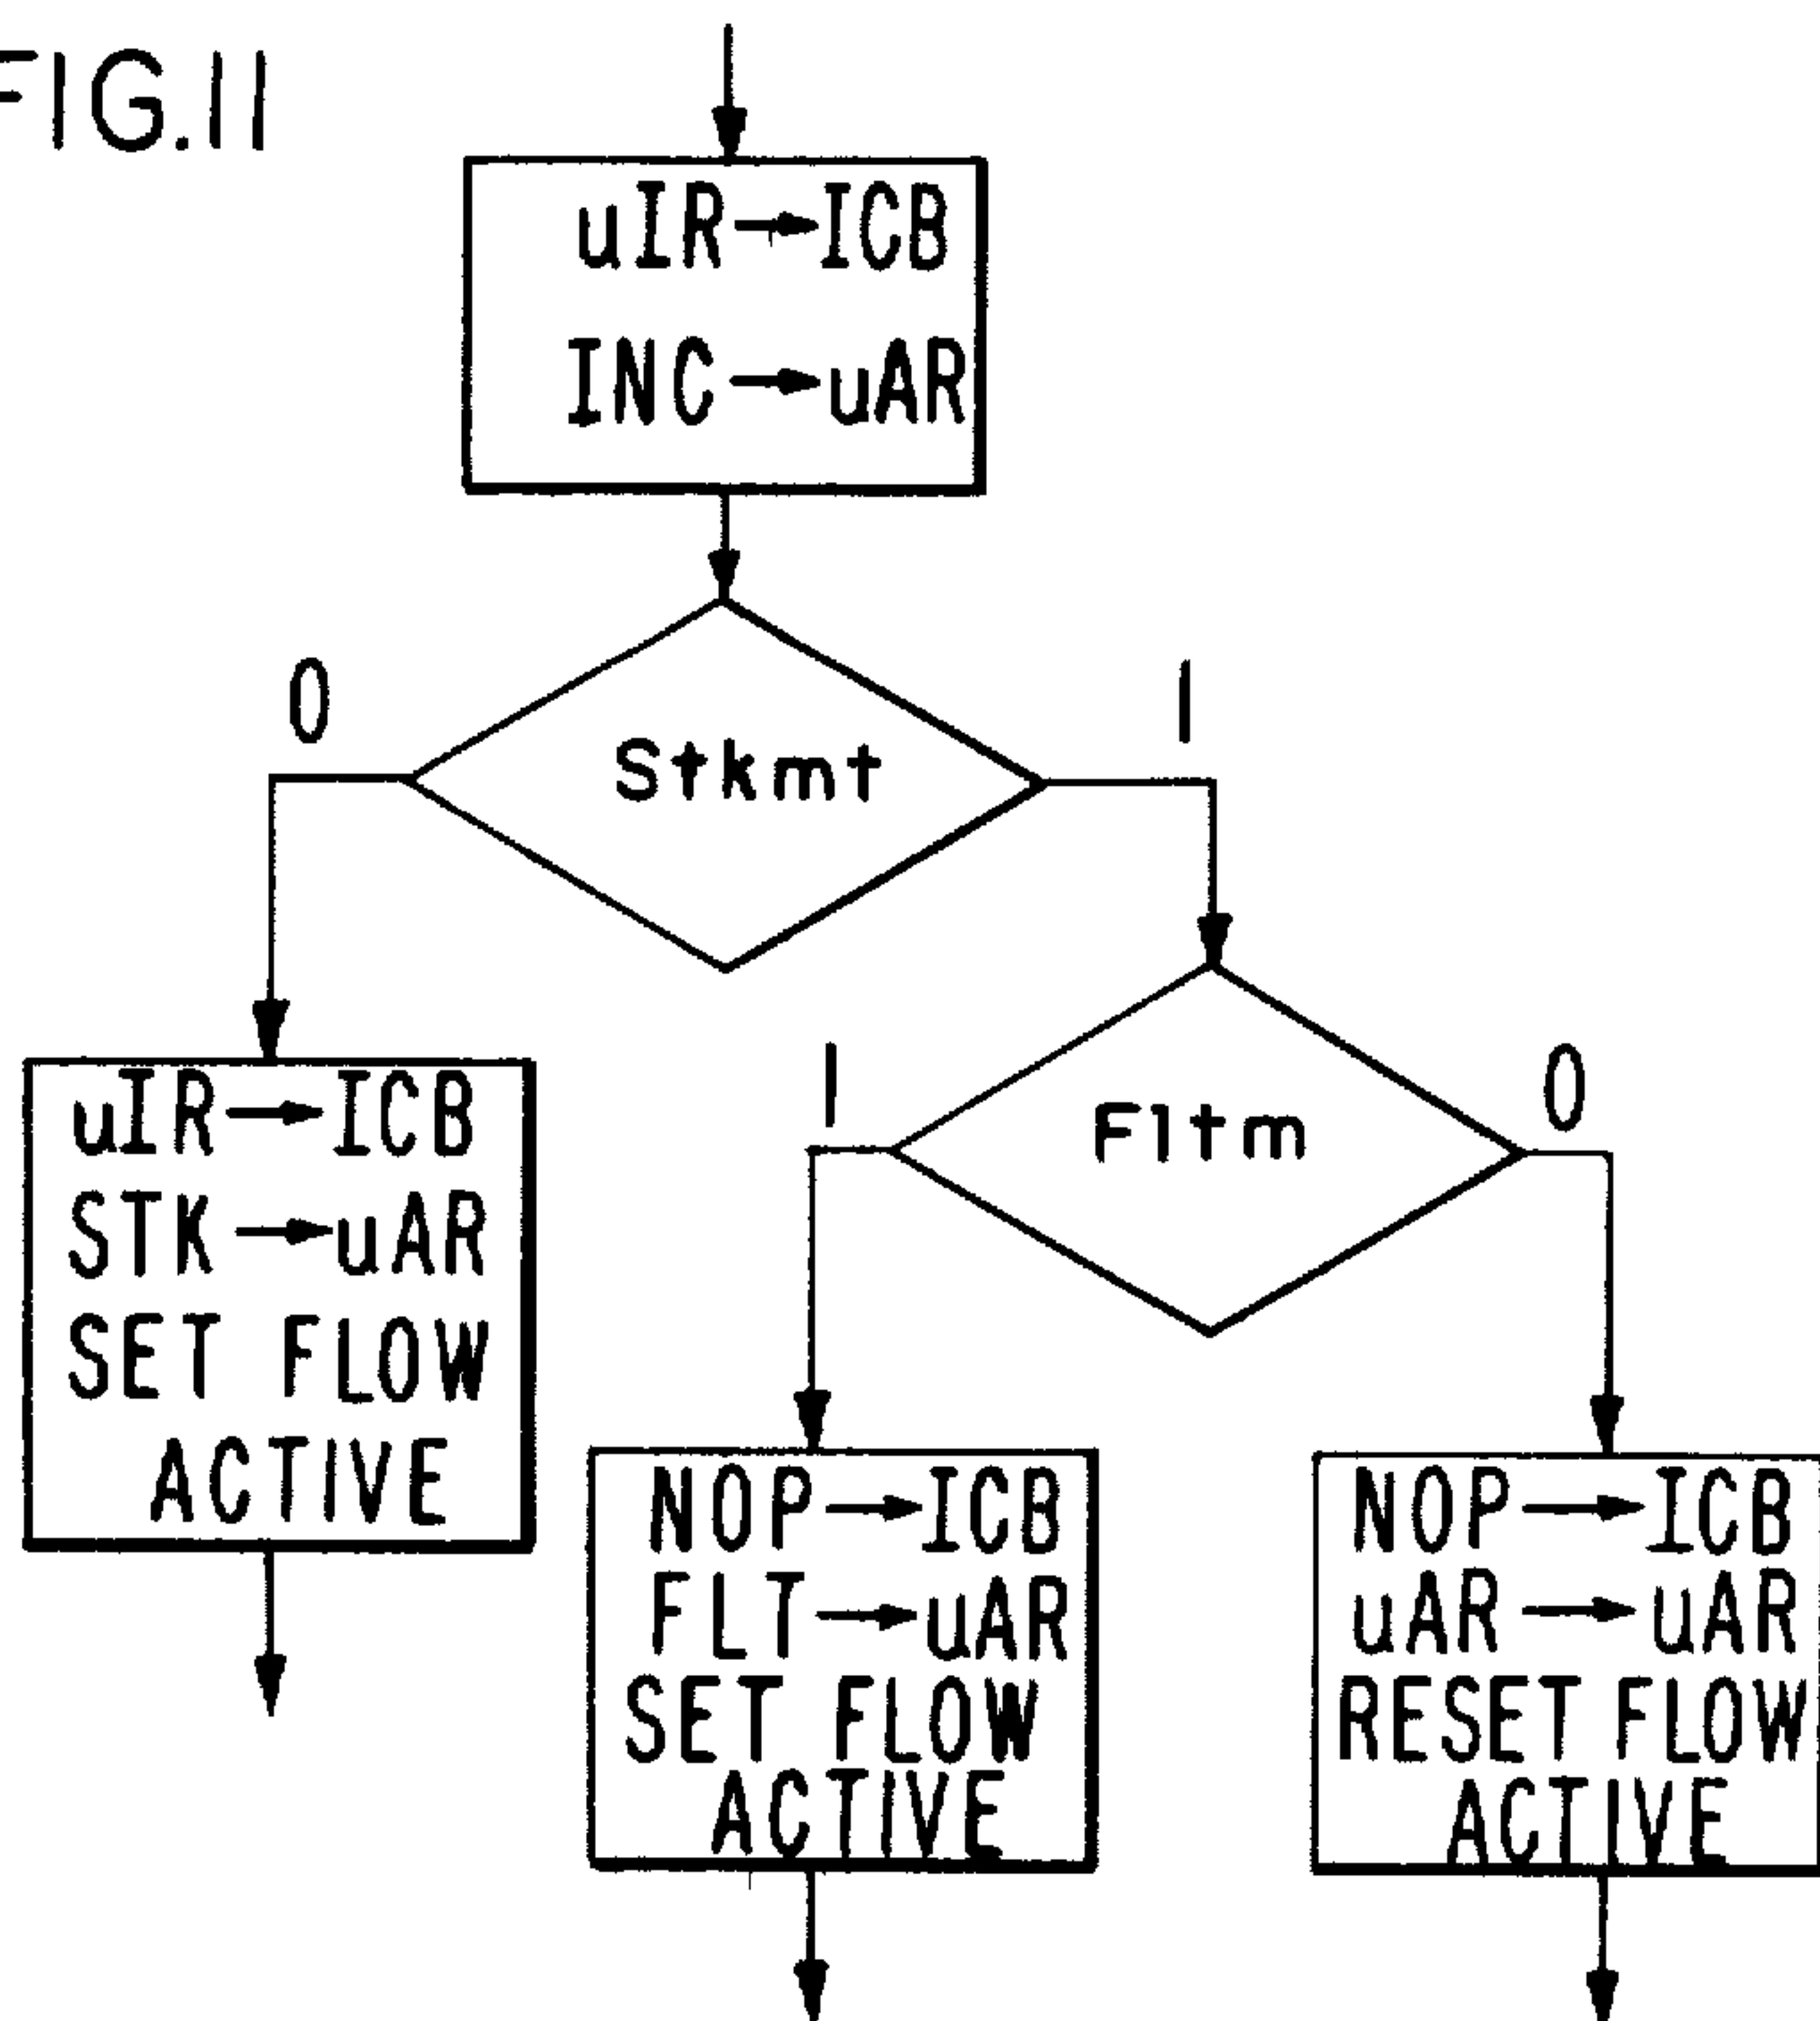 FIG.11
uIR→ICB
INC→uAR
0
1
Stkmt
uIR→ICB
STK→uAR
SET FLOW
ACTIVE
1
0
Fltm
NOP→ICB
FLT→uAR
SET FLOW
ACTIVE
NOP→ICB
uAR→uAR
RESET FLOW
ACTIVE